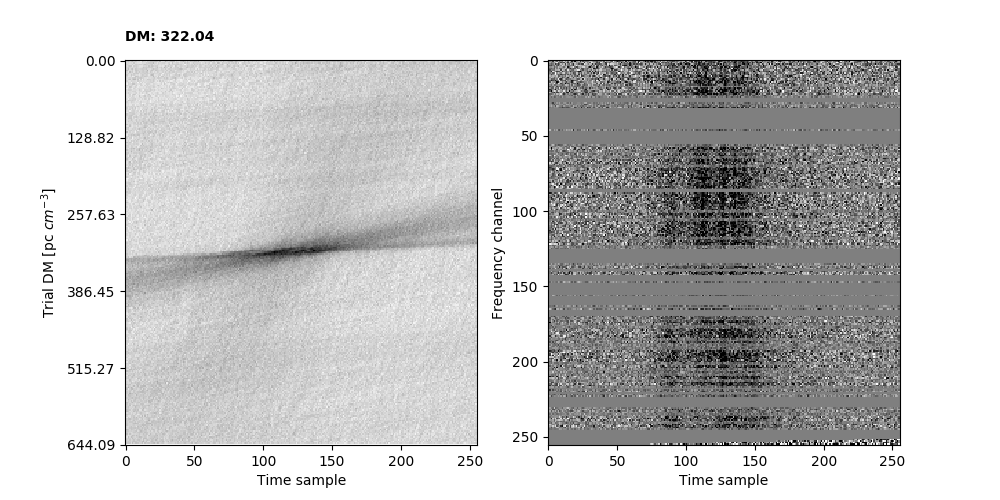 DM: 322.04
Trial DM [pc cm⁻³]
0.00
128.82
257.63
386.45
515.27
644.09
0 50 100 150 200 250
Time sample
Frequency channel
0
50
100
150
200
250
0 50 100 150 200 250
Time sample